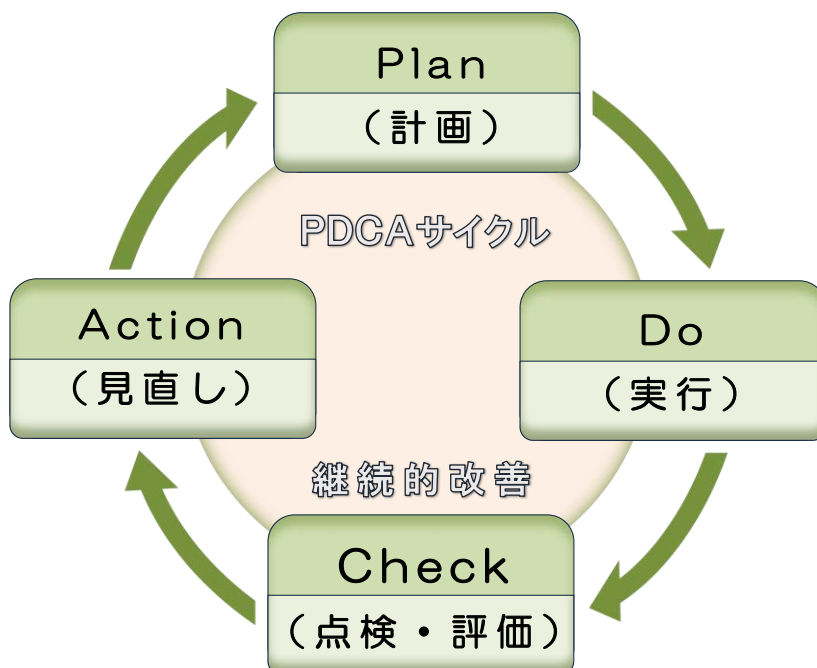 Plan
（計画）
PDCAサイクル
Action
（見直し）
Do
（実行）
継続的改善
Check
（点検・評価）